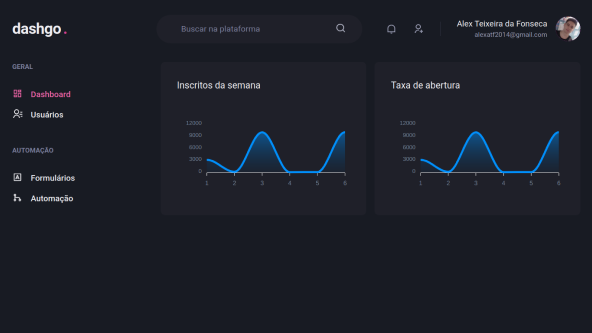 dashgo.
Buscar na plataforma
Alex Teixeira da Fonseca
alexatf2014@gmail.com
GERAL
Dashboard
Usuários
AUTOMAÇÃO
Formulários
Automação
Inscritos da semana
12000
9000
6000
3000
0
1 2 3 4 5 6
Taxa de abertura
12000
9000
6000
3000
0
1 2 3 4 5 6